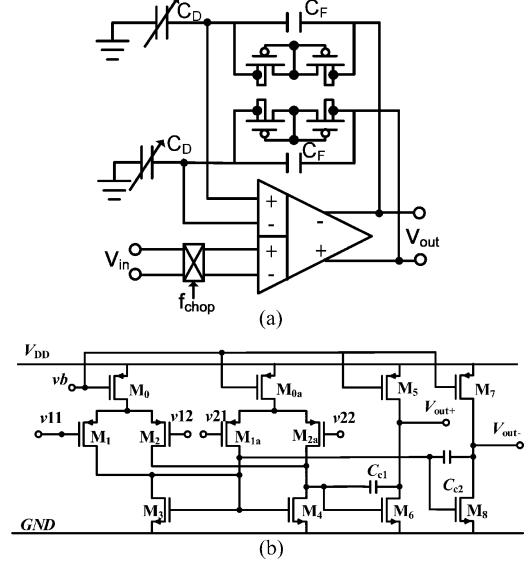 C_D
C_F
C_D
C_F
+
-
-
V_in
+
+
V_out
-
f_chop
(a)
V_DD
vb
M_0
M_0a
M_5
M_7
v11
v12
v21
v22
V_out+
M_1
M_2
M_1a
M_2a
V_out-
C_c1
C_c2
M_3
M_4
M_6
M_8
GND
(b)